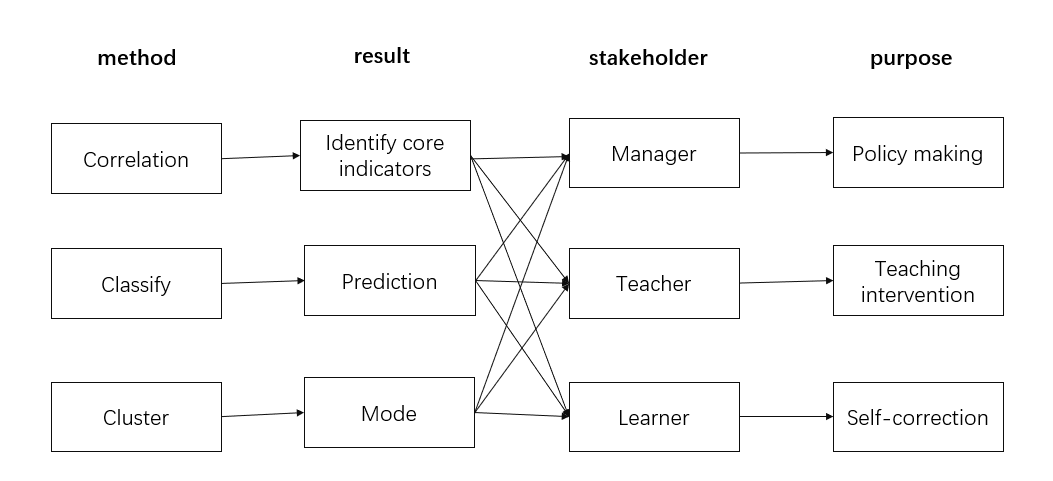 method
result
stakeholder
purpose
Correlation
Identify core
indicators
Manager
Policy making
Classify
Prediction
Teacher
Teaching
intervention
Cluster
Mode
Learner
Self-correction